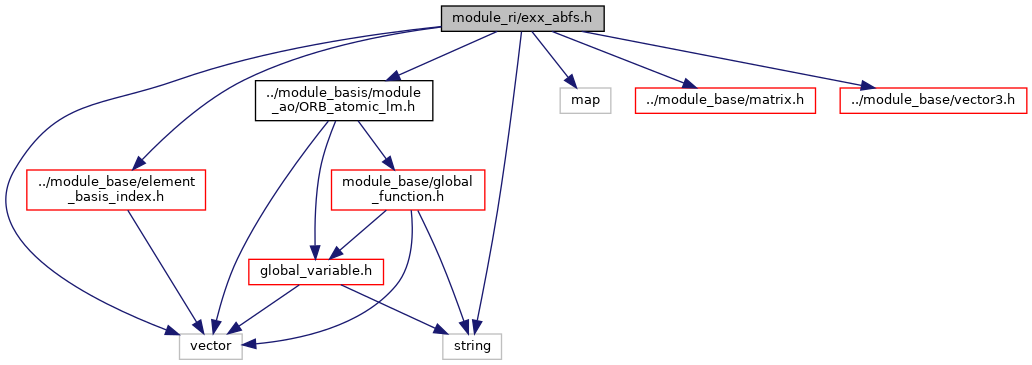 module_ri/exx_abfs.h
../module_basis/module
_ao/ORB_atomic_lm.h
map
../module_base/matrix.h
../module_base/vector3.h
../module_base/element
_basis_index.h
module_base/global
_function.h
global_variable.h
vector
string